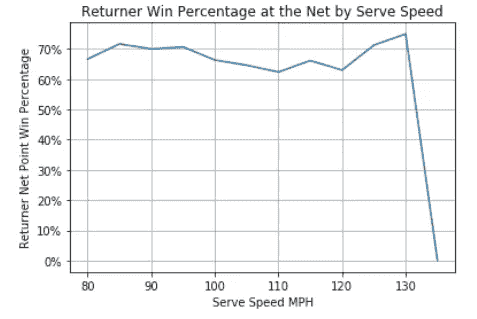 Returner Win Percentage at the Net by Serve Speed
Returner Net Point Win Percentage
70%
60%
50%
40%
30%
20%
10%
0%
80 90 100 110 120 130
Serve Speed MPH